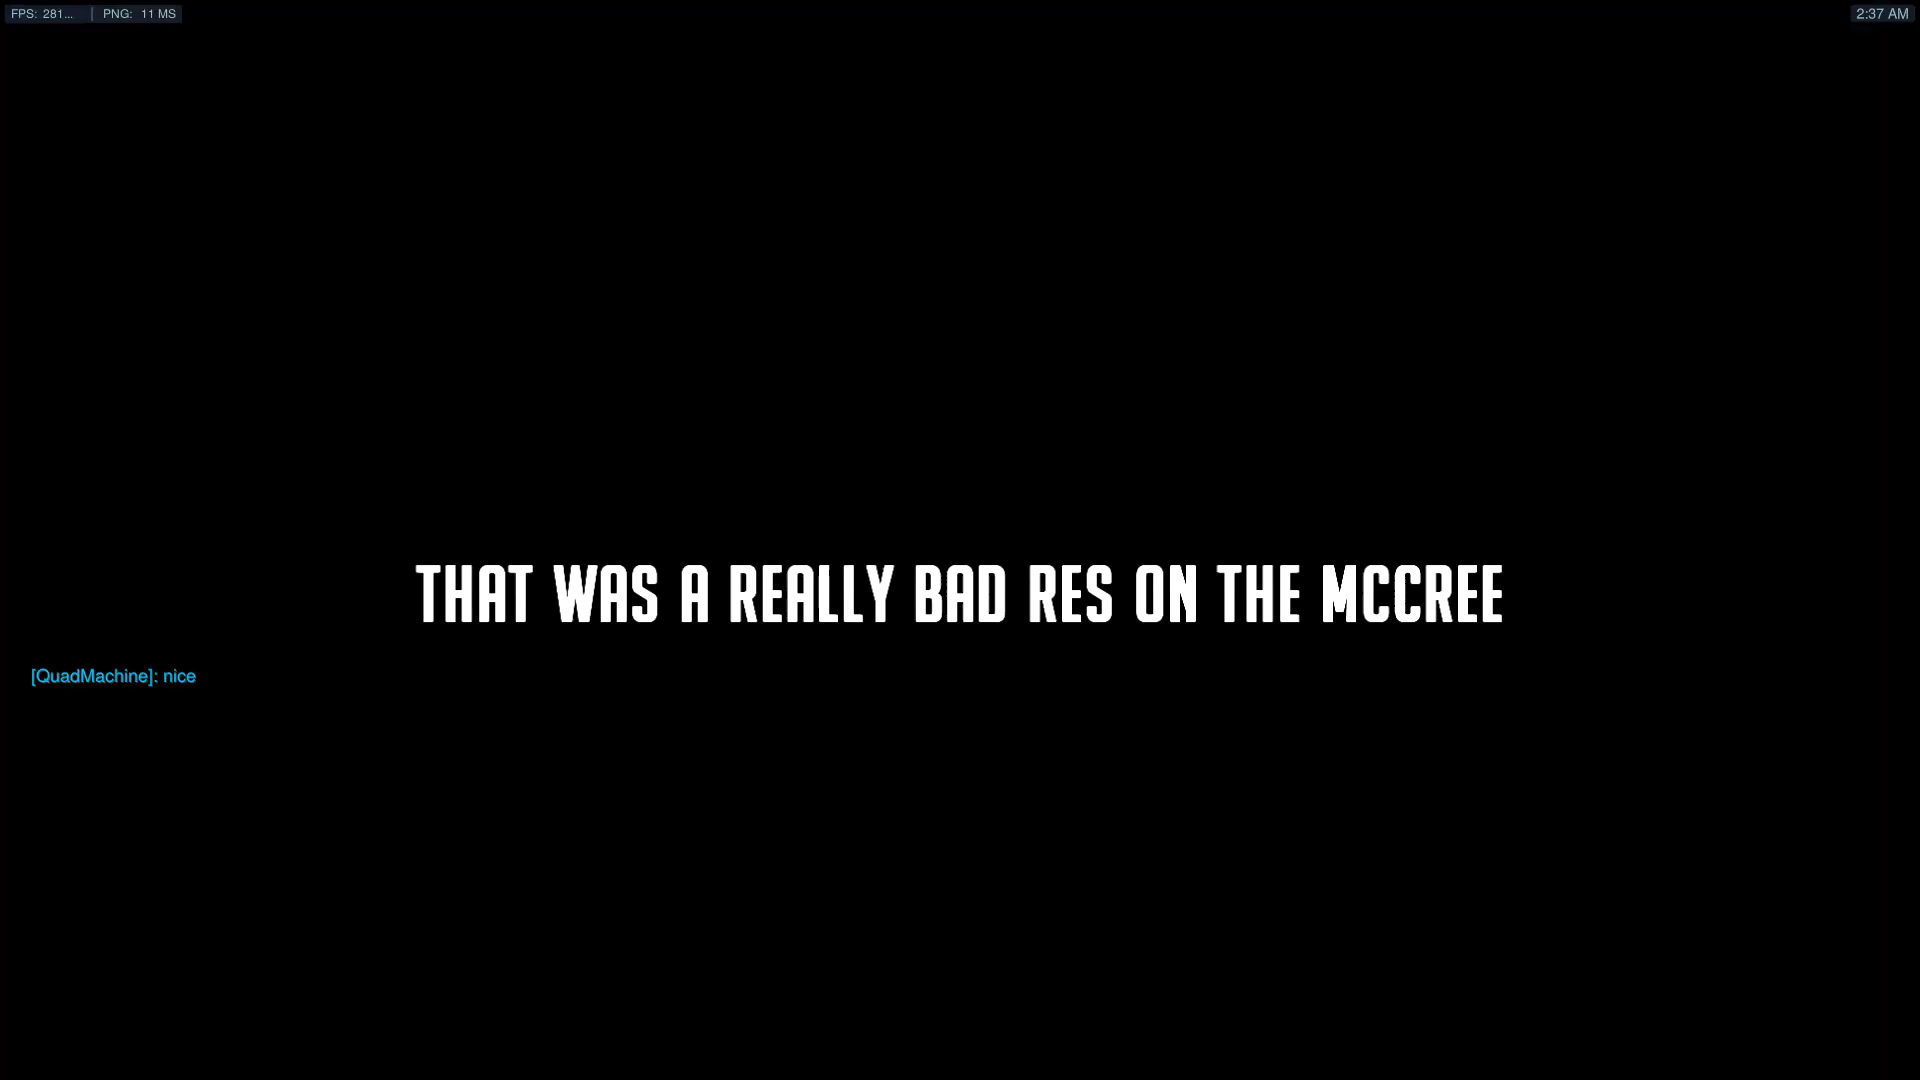 FPS: 281... | PNG: 11 MS
2:37 AM
THAT WAS A REALLY BAD RES ON THE MCCREE
[QuadMachine]: nice